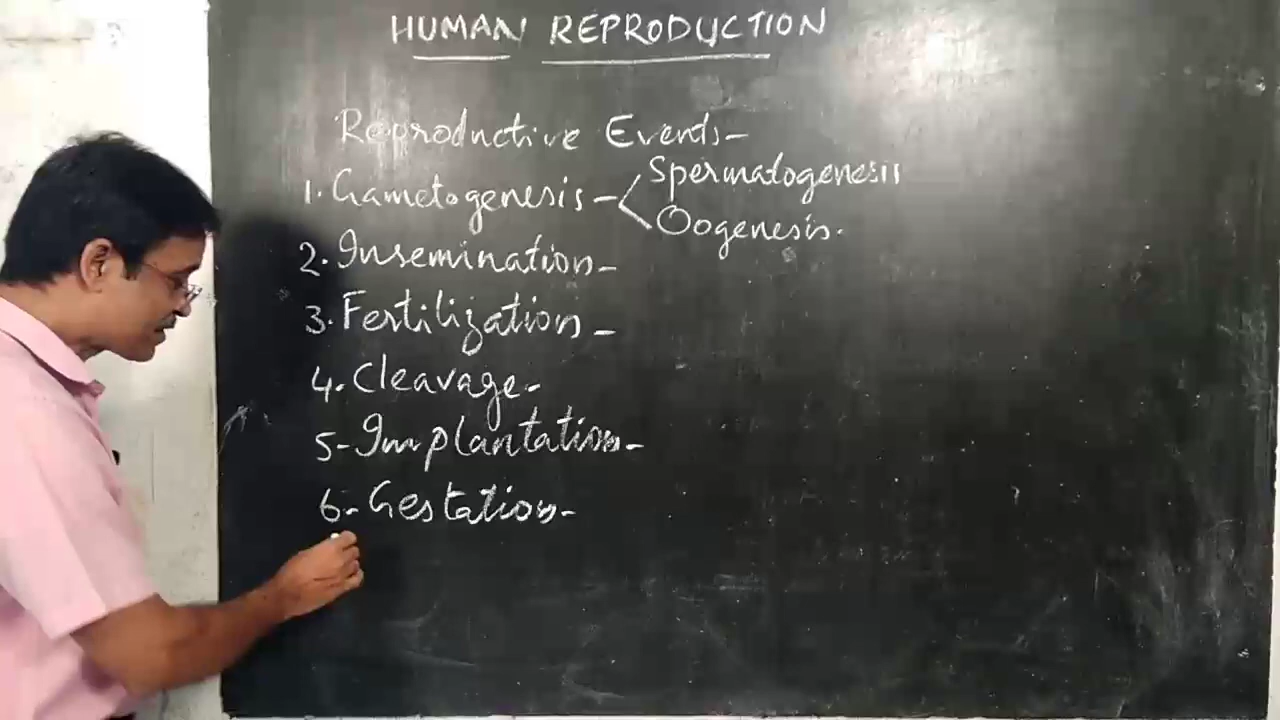 HUMAN REPRODUCTION
Reproductive Events-
1. Gametogenesis - < Spermatogenesis
Oogenesis.
2. Insemination-
3. Fertilization -
4. Cleavage-
5- Implantation-
6- Gestation-